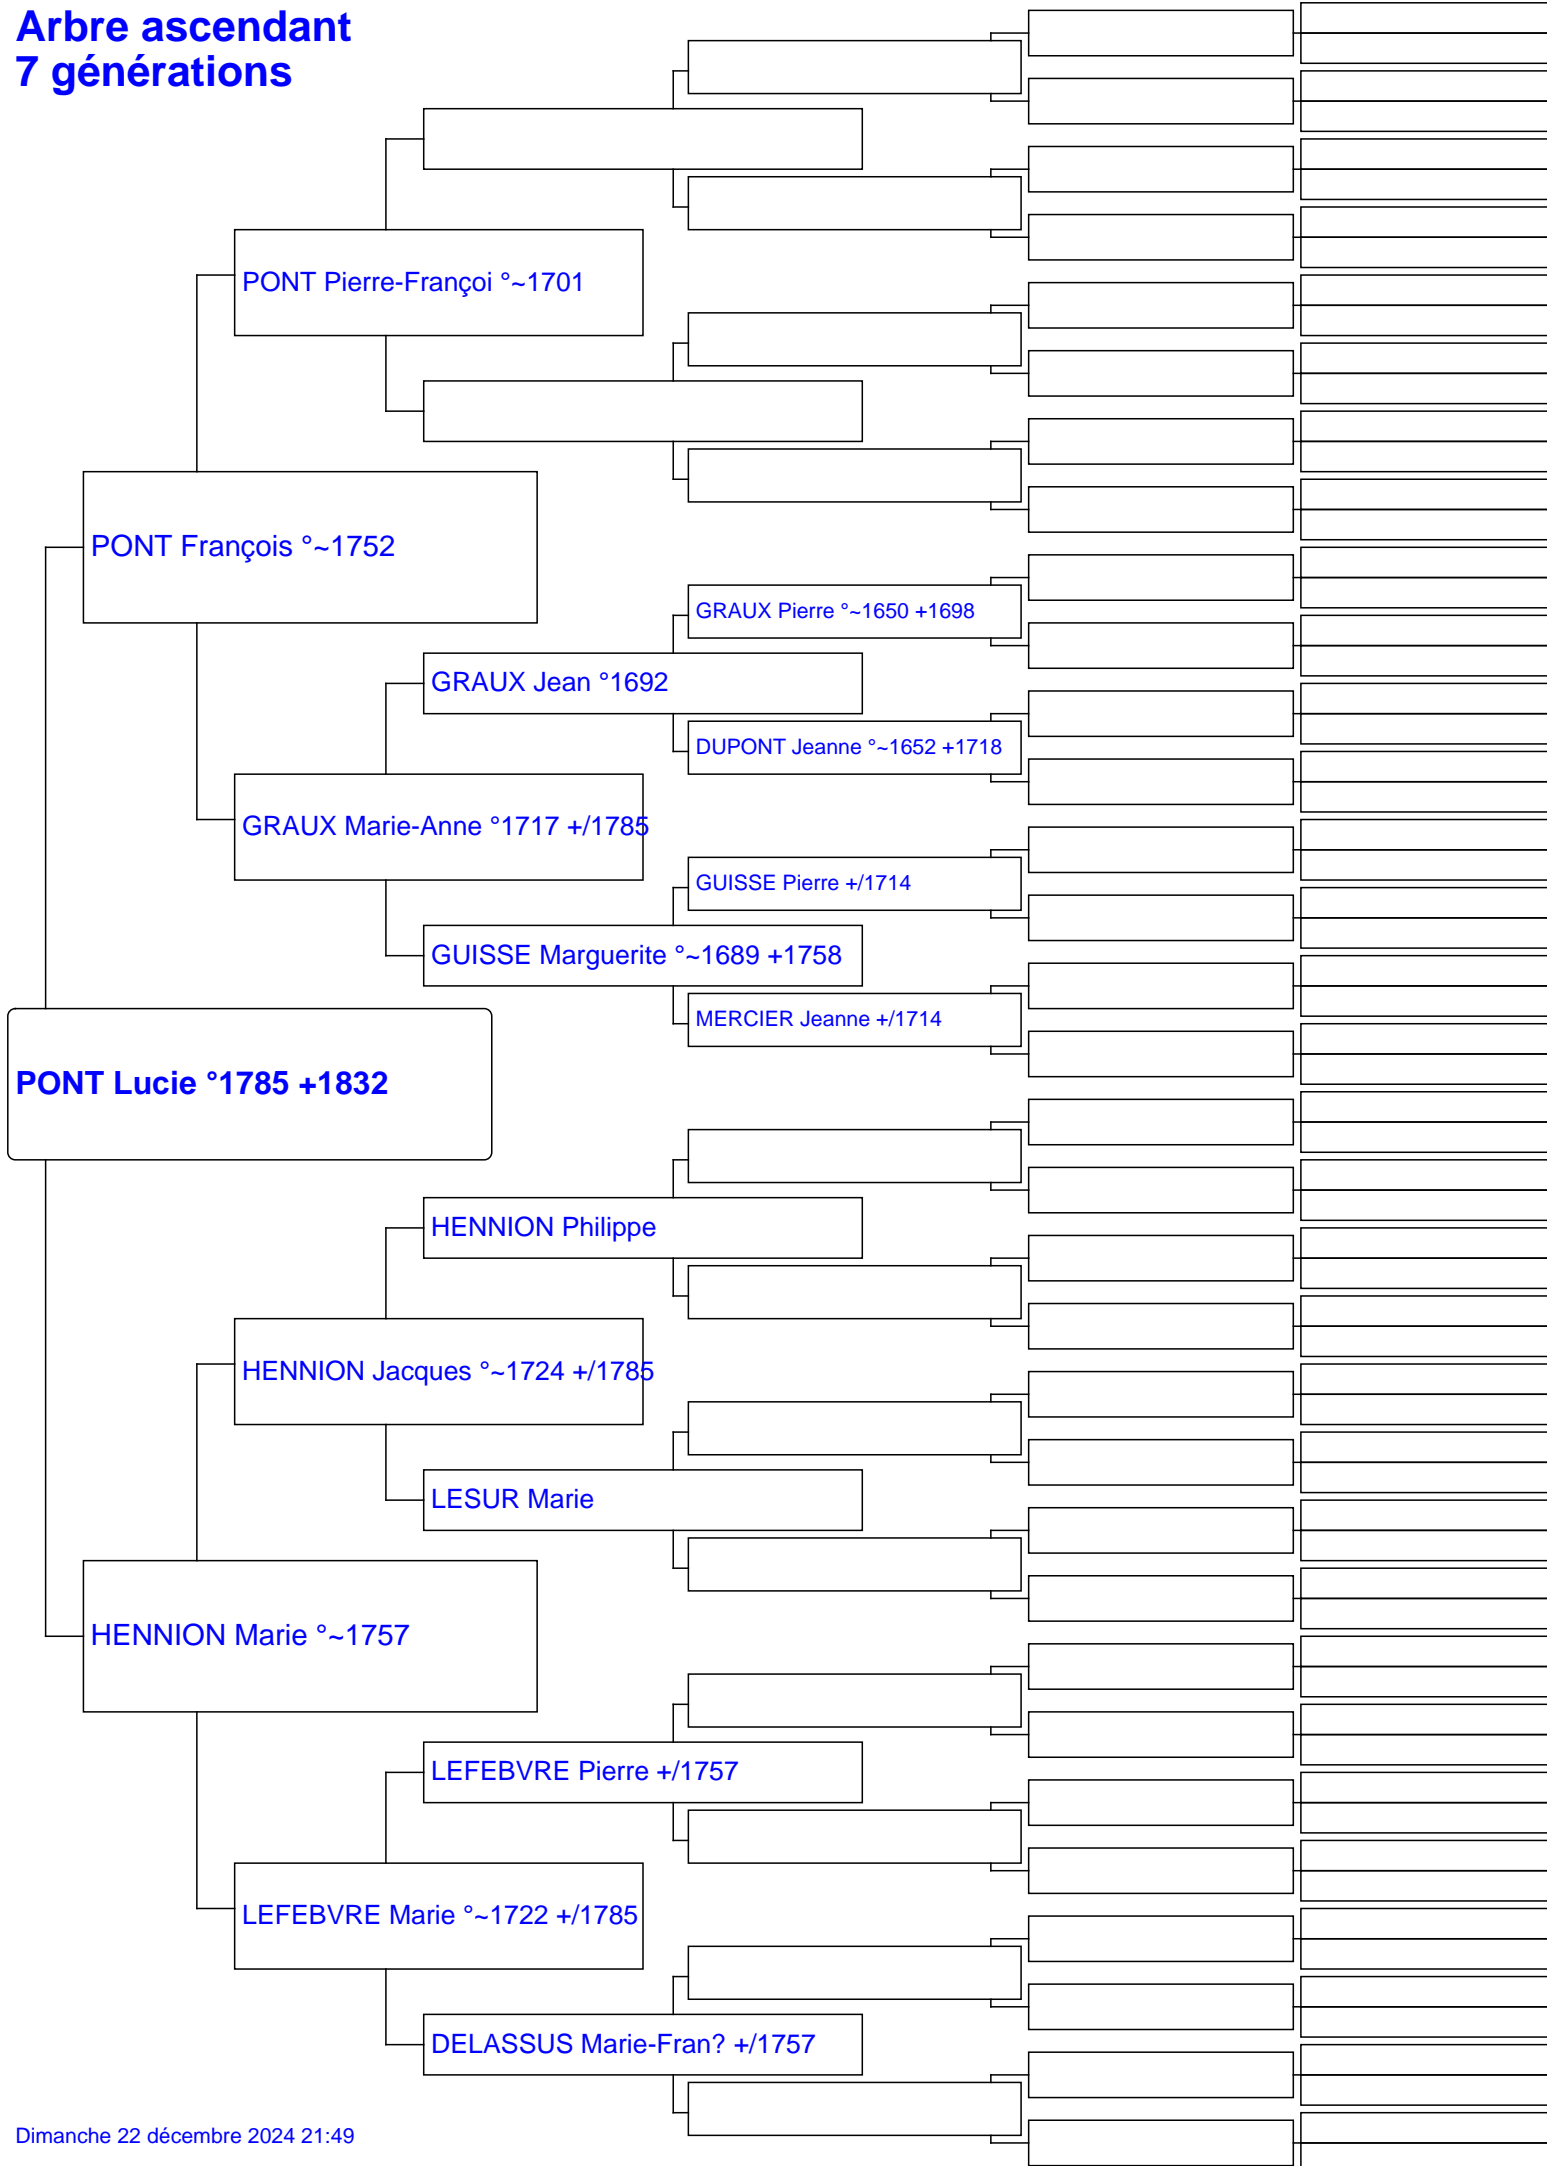 Arbre ascendant
7 générations
PONT Pierre-Françoi °~1701
PONT François °~1752
GRAUX Pierre °~1650 +1698
GRAUX Jean °1692
DUPONT Jeanne °~1652 +1718
GRAUX Marie-Anne °1717 +/1785
GUISSE Pierre +/1714
GUISSE Marguerite °~1689 +1758
MERCIER Jeanne +/1714
PONT Lucie °1785 +1832
HENNION Philippe
HENNION Jacques °~1724 +/1785
LESUR Marie
HENNION Marie °~1757
LEFEBVRE Pierre +/1757
LEFEBVRE Marie °~1722 +/1785
DELASSUS Marie-Fran? +/1757
Dimanche 22 décembre 2024 21:49